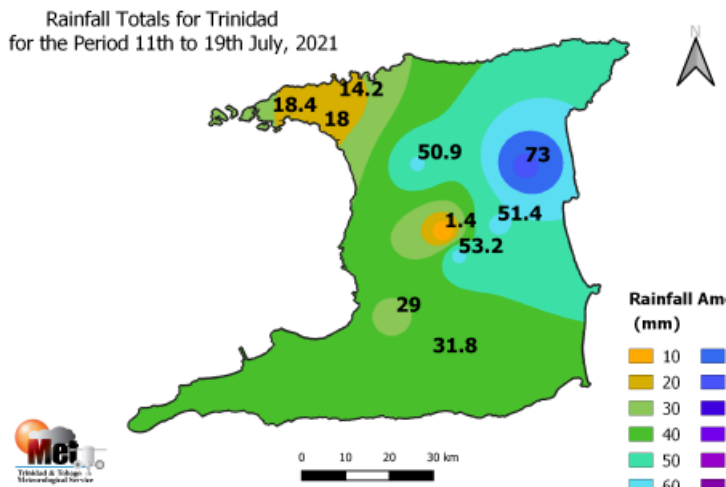 Rainfall Totals for Trinidad
for the Period 11th to 19th July, 2021
N
14.2
18.4
18
50.9
73
1.4
51.4
53.2
29
31.8
Rainfall Am
(mm)
10
20
30
40
50
60
0 10 20 30 km
Met
Trinidad & Tobago
Meteorological Service